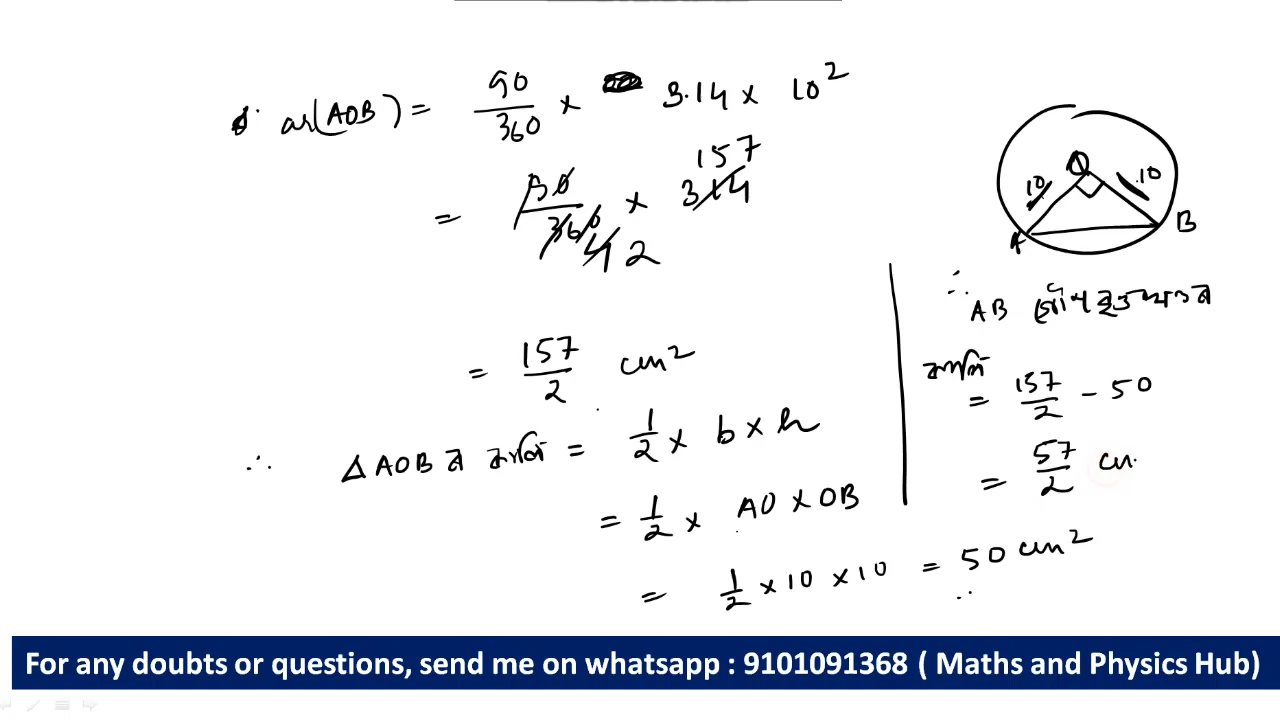 ar(AOB) = 90/360 × 3.14 × 10²
= 90/360 4 2 × 314 157
= 157/2 cm²
∴ ΔAOB ৰ কালি = 1/2 × b × h
= 1/2 × AO × OB
= 1/2 × 10 × 10 = 50 cm²
∴
O
10 10
A B
∴ AB
কালি
= 157/2 - 50
= 57/2 cm
For any doubts or questions, send me on whatsapp : 9101091368 ( Maths and Physics Hub)